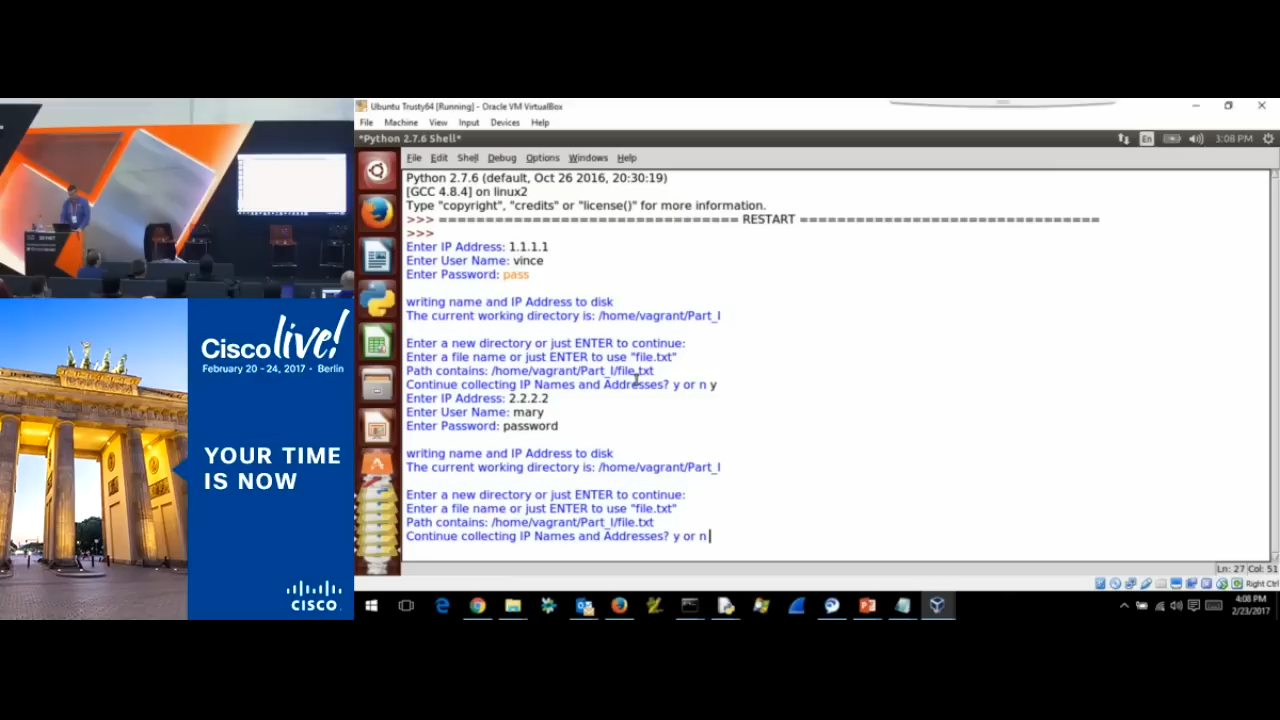 Ubuntu Trusty64 [Running] - Oracle VM VirtualBox
File Machine View Input Devices Help
*Python 2.7.6 Shell*
En
3:08 PM
File Edit Shell Debug Options Windows Help
Python 2.7.6 (default, Oct 26 2016, 20:30:19)
[GCC 4.8.4] on linux2
Type "copyright", "credits" or "license()" for more information.
>>> ================================ RESTART ================================
>>>
Enter IP Address: 1.1.1.1
Enter User Name: vince
Enter Password: pass
writing name and IP Address to disk
The current working directory is: /home/vagrant/Part_I
Enter a new directory or just ENTER to continue:
Enter a file name or just ENTER to use "file.txt"
Path contains: /home/vagrant/Part_I/file.txt
Continue collecting IP Names and Addresses? y or n y
Enter IP Address: 2.2.2.2
Enter User Name: mary
Enter Password: password
writing name and IP Address to disk
The current working directory is: /home/vagrant/Part_I
Enter a new directory or just ENTER to continue:
Enter a file name or just ENTER to use "file.txt"
Path contains: /home/vagrant/Part_I/file.txt
Continue collecting IP Names and Addresses? y or n
Ln: 27 Col: 51
Right Ctrl
4:08 PM
2/23/2017
Cisco live!
February 20 - 24, 2017 • Berlin
YOUR TIME
IS NOW
CISCO